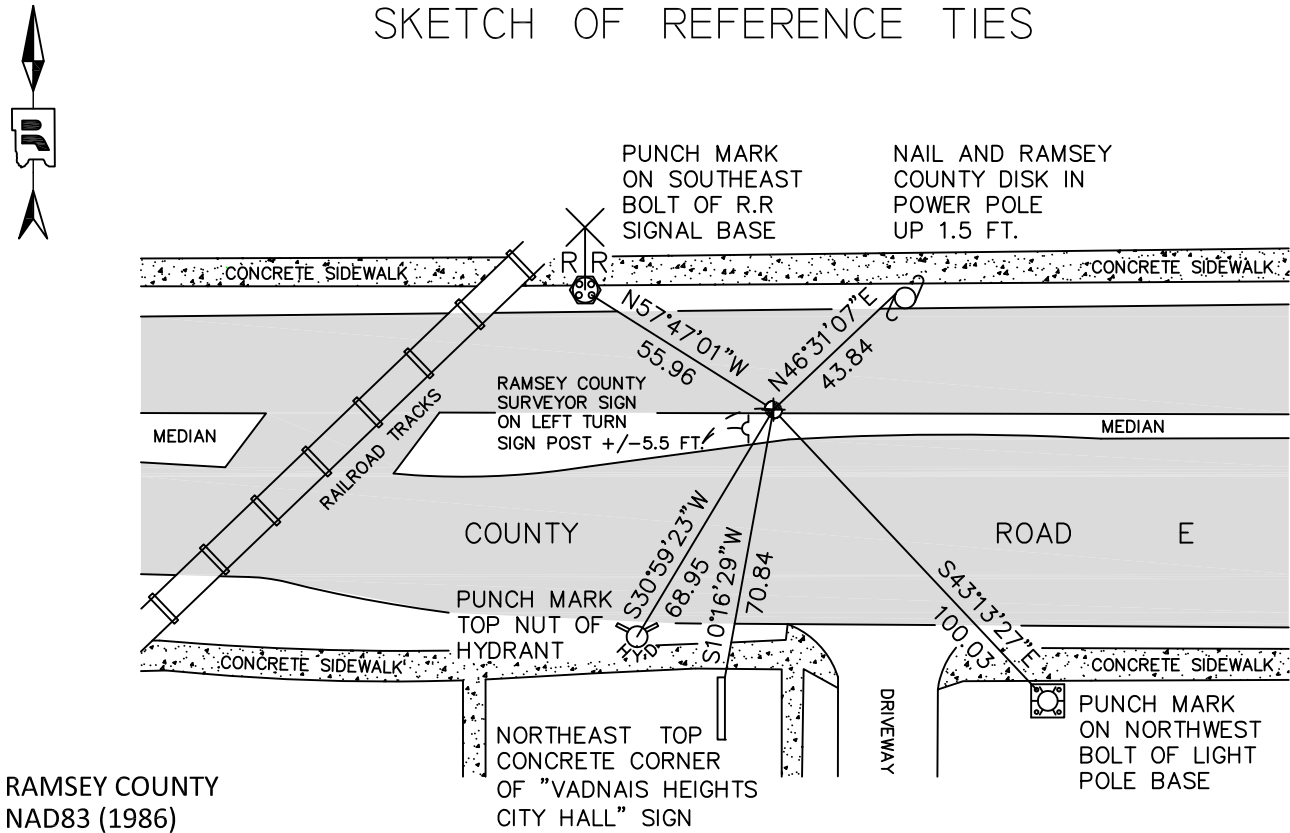 SKETCH OF REFERENCE TIES
R
PUNCH MARK
ON SOUTHEAST
BOLT OF R.R
SIGNAL BASE
NAIL AND RAMSEY
COUNTY DISK IN
POWER POLE
UP 1.5 FT.
R R
CONCRETE SIDEWALK
CONCRETE SIDEWALK
N57°47'01"W
55.96
N46°31'07"E
43.84
RAMSEY COUNTY
SURVEYOR SIGN
ON LEFT TURN
SIGN POST +/-5.5 FT.
MEDIAN
MEDIAN
RAILROAD TRACKS
COUNTY ROAD E
S30°59'23"W
68.95
S10°16'29"W
70.84
S43°13'27"E
100.03
PUNCH MARK
TOP NUT OF
HYDRANT
HYD
CONCRETE SIDEWALK
CONCRETE SIDEWALK
DRIVEWAY
PUNCH MARK
ON NORTHWEST
BOLT OF LIGHT
POLE BASE
NORTHEAST TOP
CONCRETE CORNER
OF "VADNAIS HEIGHTS
CITY HALL" SIGN
RAMSEY COUNTY
NAD83 (1986)